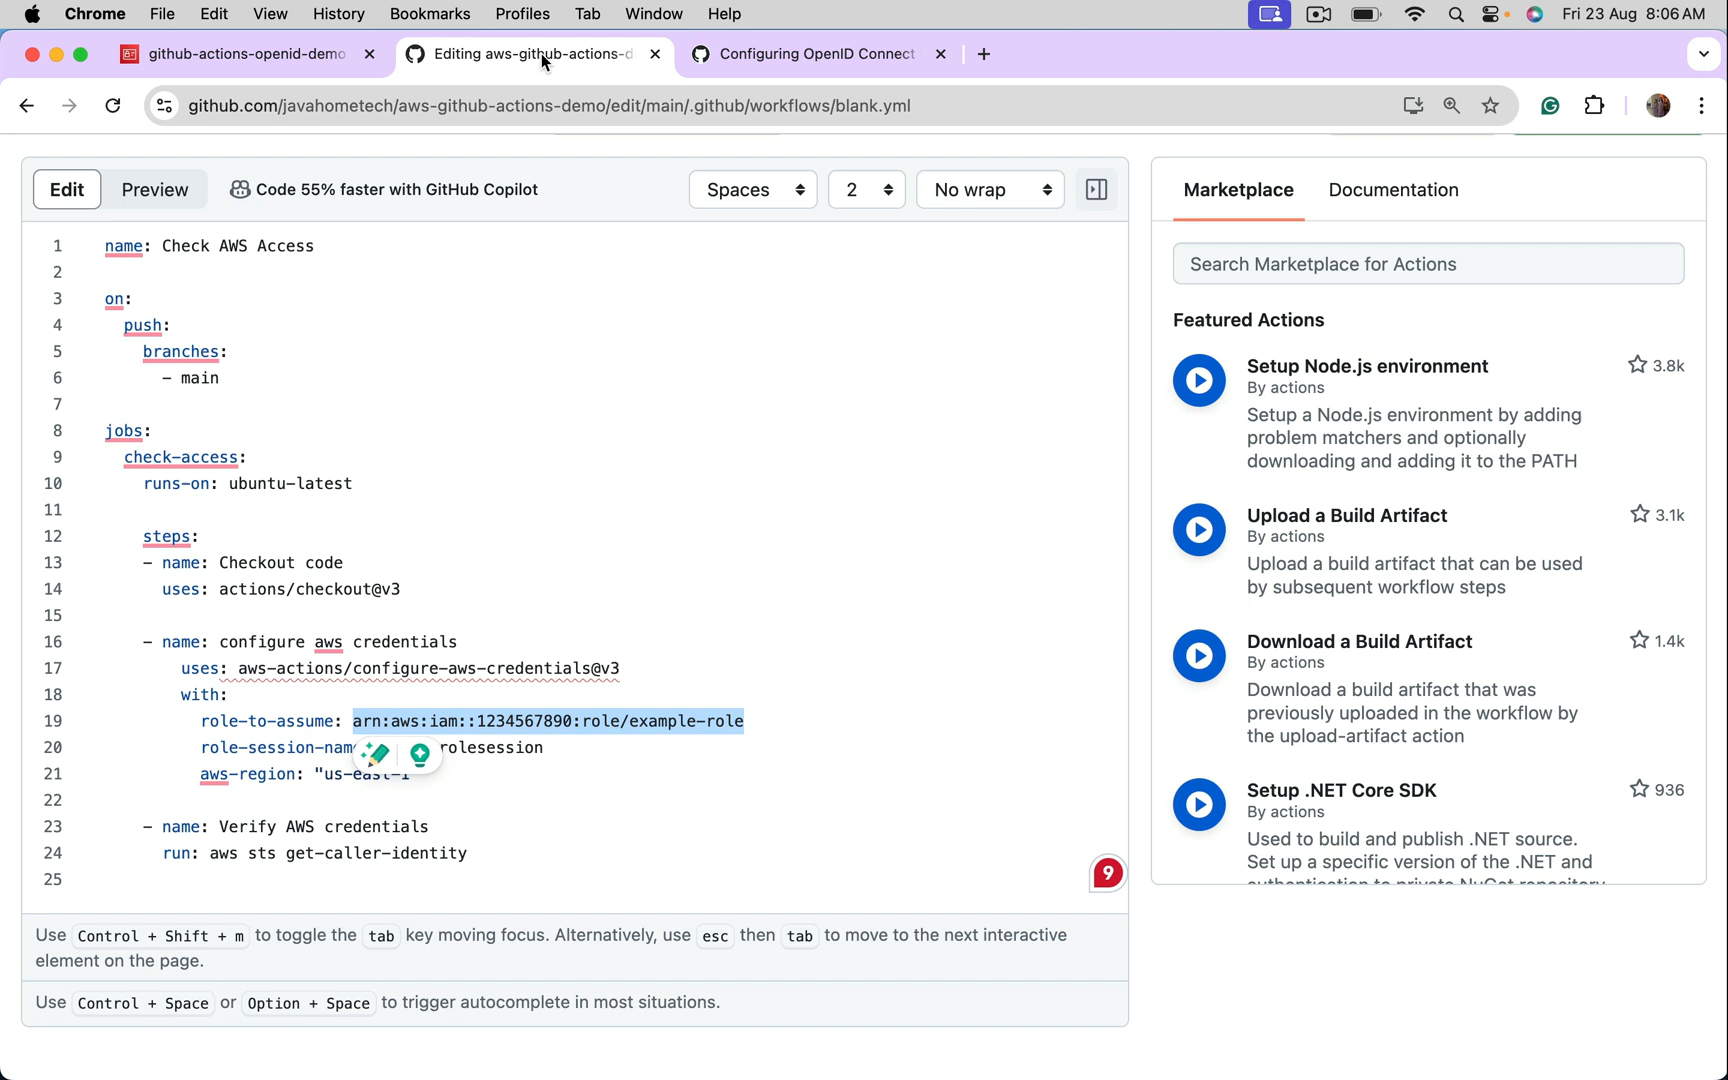 Chrome File Edit View History Bookmarks Profiles Tab Window Help Fri 23 Aug 8:06 AM
github-actions-openid-demo Editing aws-github-actions-d Configuring OpenID Connect
github.com/javahometech/aws-github-actions-demo/edit/main/.github/workflows/blank.yml
Edit Preview Code 55% faster with GitHub Copilot Spaces 2 No wrap
1 name: Check AWS Access
2
3 on:
4 push:
5 branches:
6 - main
7
8 jobs:
9 check-access:
10 runs-on: ubuntu-latest
11
12 steps:
13 - name: Checkout code
14 uses: actions/checkout@v3
15
16 - name: configure aws credentials
17 uses: aws-actions/configure-aws-credentials@v3
18 with:
19 role-to-assume: arn:aws:iam::1234567890:role/example-role
20 role-session-nam rolesession
21 aws-region: "us-east-1
22
23 - name: Verify AWS credentials
24 run: aws sts get-caller-identity
25
9
Use Control + Shift + m to toggle the tab key moving focus. Alternatively, use esc then tab to move to the next interactive
element on the page.
Use Control + Space or Option + Space to trigger autocomplete in most situations.
Marketplace Documentation
Search Marketplace for Actions
Featured Actions
Setup Node.js environment 3.8k
By actions
Setup a Node.js environment by adding
problem matchers and optionally
downloading and adding it to the PATH
Upload a Build Artifact 3.1k
By actions
Upload a build artifact that can be used
by subsequent workflow steps
Download a Build Artifact 1.4k
By actions
Download a build artifact that was
previously uploaded in the workflow by
the upload-artifact action
Setup .NET Core SDK 936
By actions
Used to build and publish .NET source.
Set up a specific version of the .NET and
authentication to private NuGet repository